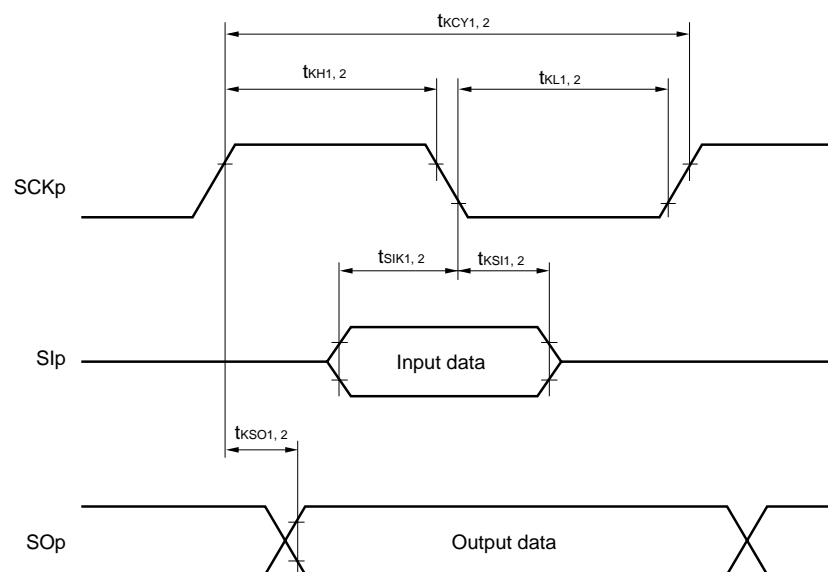 tKCY1, 2
tKH1, 2
tKL1, 2
SCKp
tSIK1, 2
tKSI1, 2
SIp
Input data
tKSO1, 2
SOp
Output data